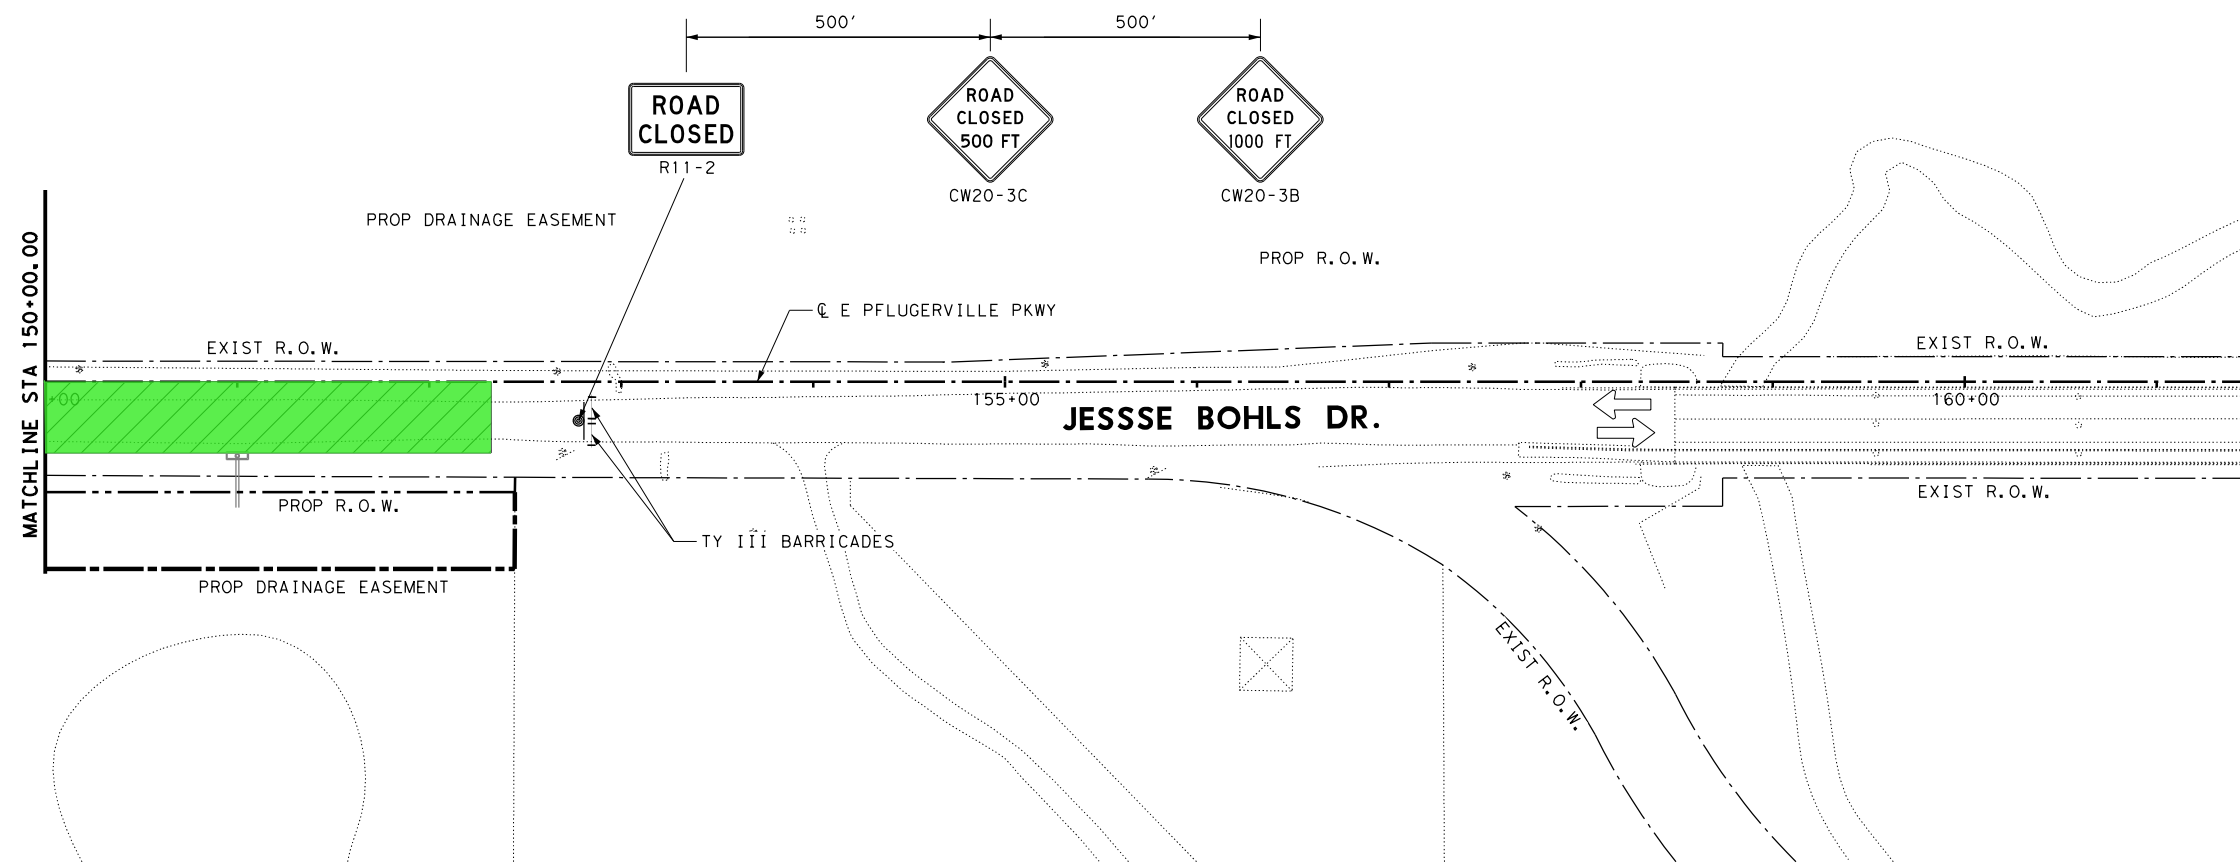 500' 500'
ROAD
CLOSED
R11-2
ROAD
CLOSED
500 FT
CW20-3C
ROAD
CLOSED
1000 FT
CW20-3B
PROP DRAINAGE EASEMENT
PROP R.O.W.
MATCHLINE STA 150+00.00
℄ E PFLUGERVILLE PKWY
EXIST R.O.W.
EXIST R.O.W.
+00
155+00
160+00
JESSSE BOHLS DR.
PROP R.O.W.
EXIST R.O.W.
TY III BARRICADES
PROP DRAINAGE EASEMENT
EXIST R.O.W.